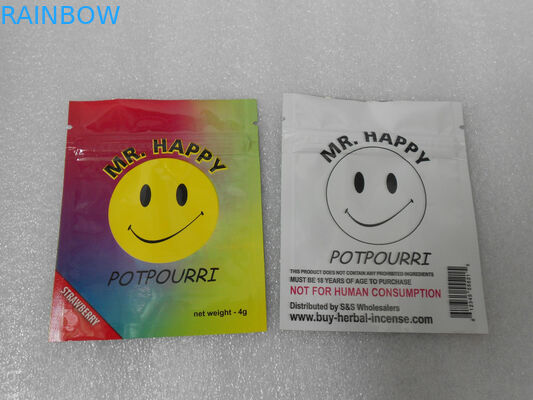 RAINBOW
MR. HAPPY
POTPOURRI
STRAWBERRY
net weight - 4g
MR. HAPPY
POTPOURRI
THIS PRODUCT DOES NOT CONTAIN ANY PROHIBITED INGREDIENTS
MUST BE 18 YEARS OF AGE TO PURCHASE
NOT FOR HUMAN CONSUMPTION
Distributed by S&S Wholesalers
www.buy-herbal-incense.com